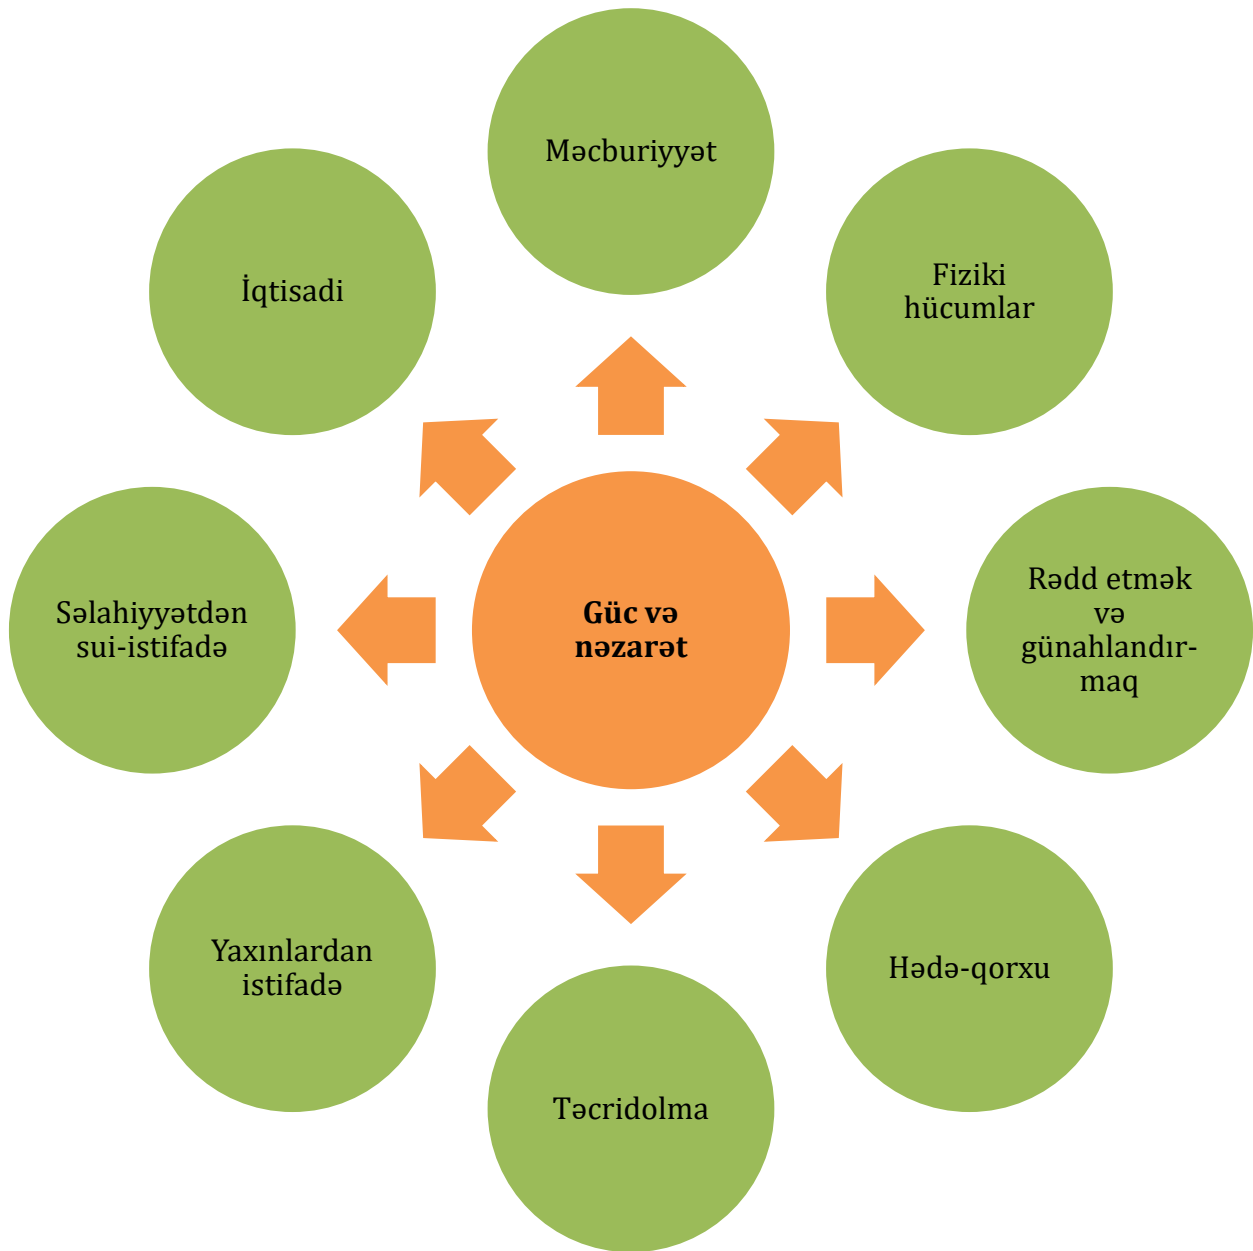 Məcburiyyət
Fiziki
hücumlar
Rədd etmək
və
günahlandır-
maq
Hədə-qorxu
Təcridolma
Yaxınlardan
istifadə
Səlahiyyətdən
sui-istifadə
İqtisadi
Güc və
nəzarət